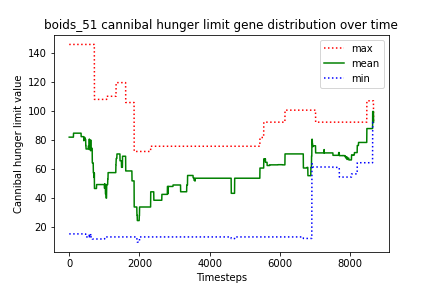 boids_51 cannibal hunger limit gene distribution over time
Cannibal hunger limit value
140
120
100
80
60
40
20
max
mean
min
0
2000
4000
6000
8000
Timesteps